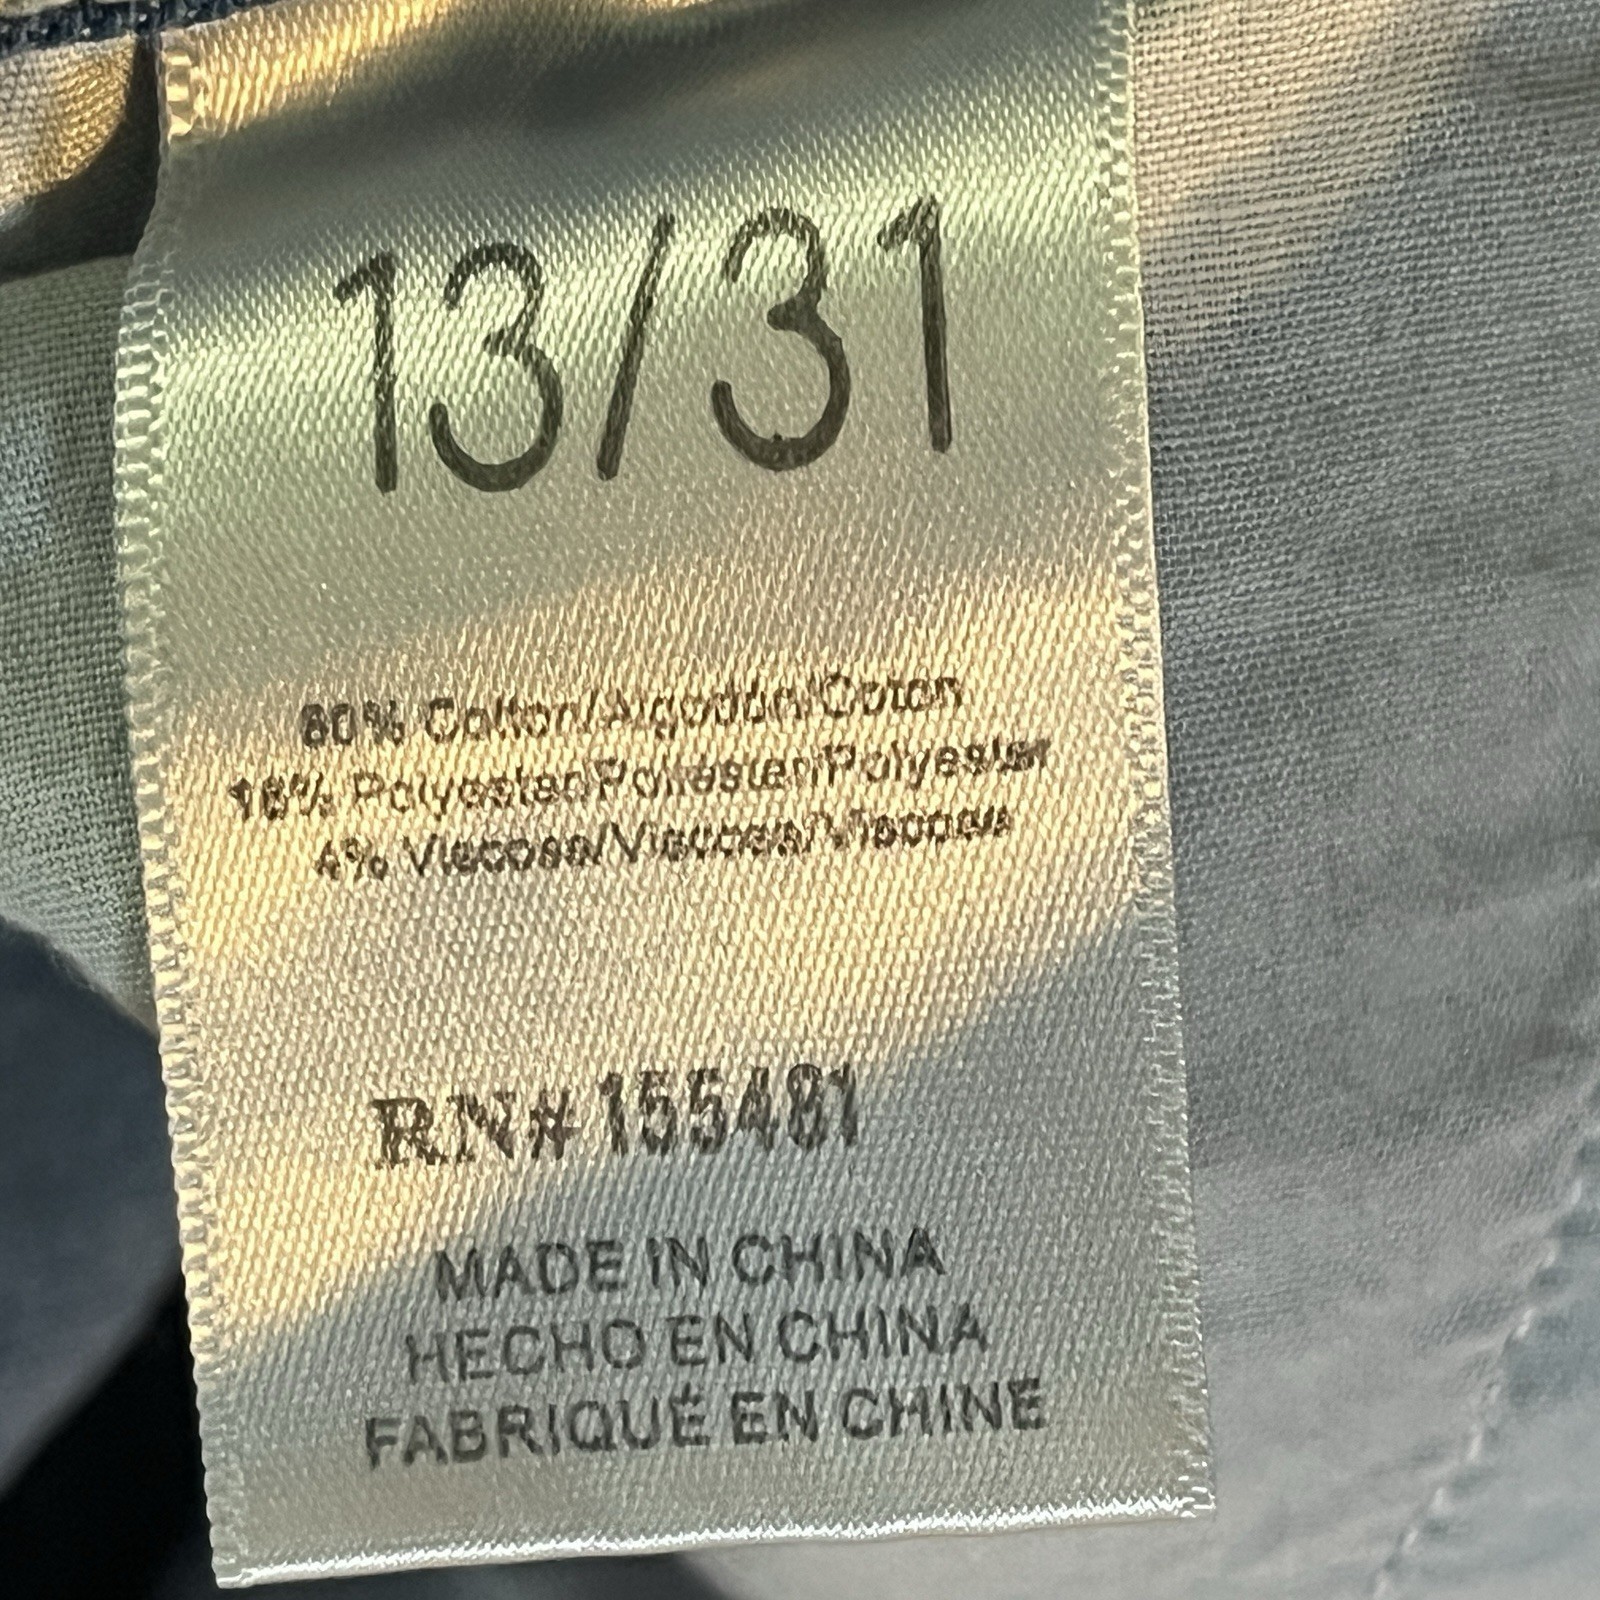 13/31
80% Cotton/Algodón/Coton
16% Polyester/Poliester/Polyester
4% Viscose/Viscosa/Viscose
RN#155481
MADE IN CHINA
HECHO EN CHINA
FABRIQUÉ EN CHINE